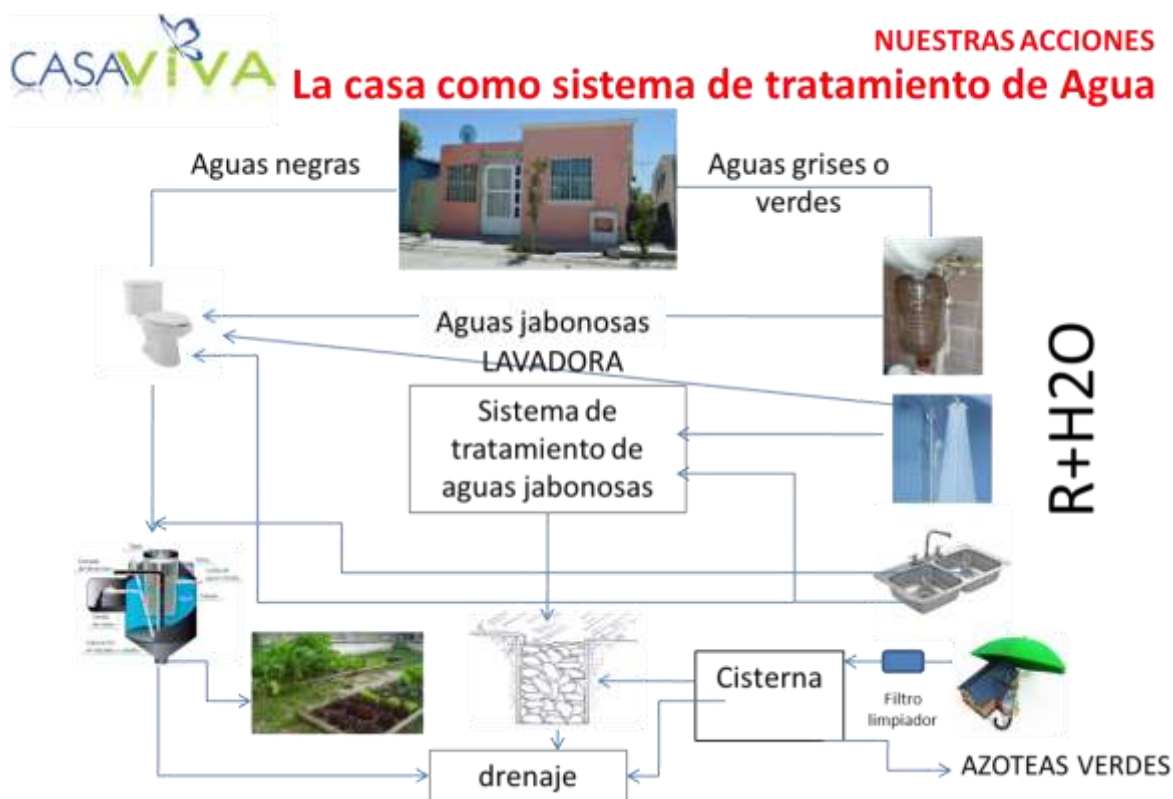 CASAVIVA
NUESTRAS ACCIONES
La casa como sistema de tratamiento de Agua
Aguas negras
Aguas grises o
verdes
Aguas jabonosas
LAVADORA
Sistema de
tratamiento de
aguas jabonosas
R+H2O
Cisterna
Filtro
limpiador
drenaje
AZOTEAS VERDES